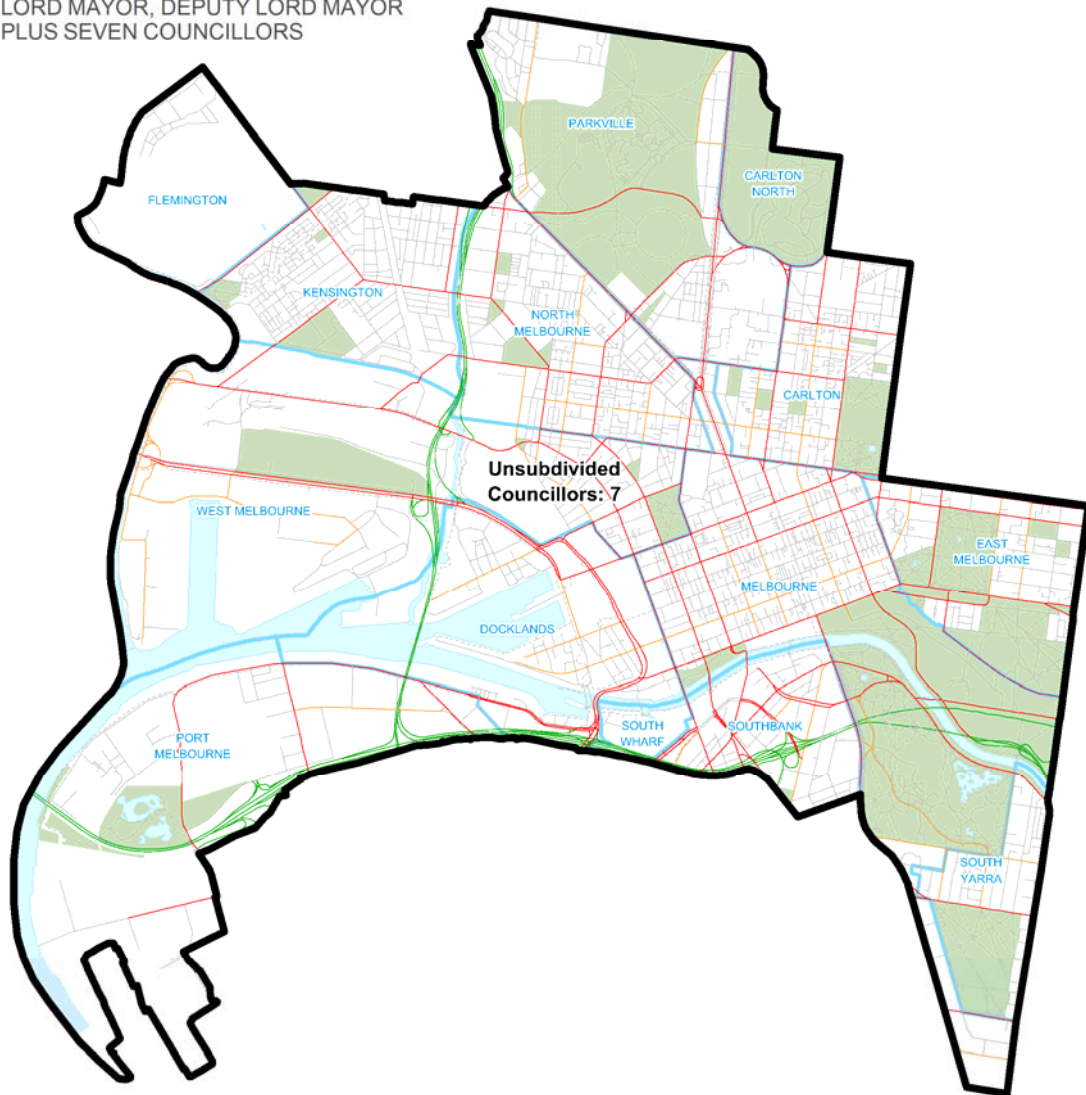 LORD MAYOR, DEPUTY LORD MAYOR
PLUS SEVEN COUNCILLORS
PARKVILLE
CARLTON
NORTH
FLEMINGTON
KENSINGTON
NORTH
MELBOURNE
CARLTON
Unsubdivided
Councillors: 7
WEST MELBOURNE
EAST
MELBOURNE
MELBOURNE
DOCKLANDS
SOUTH
WHARF
SOUTHBANK
PORT
MELBOURNE
SOUTH
YARRA